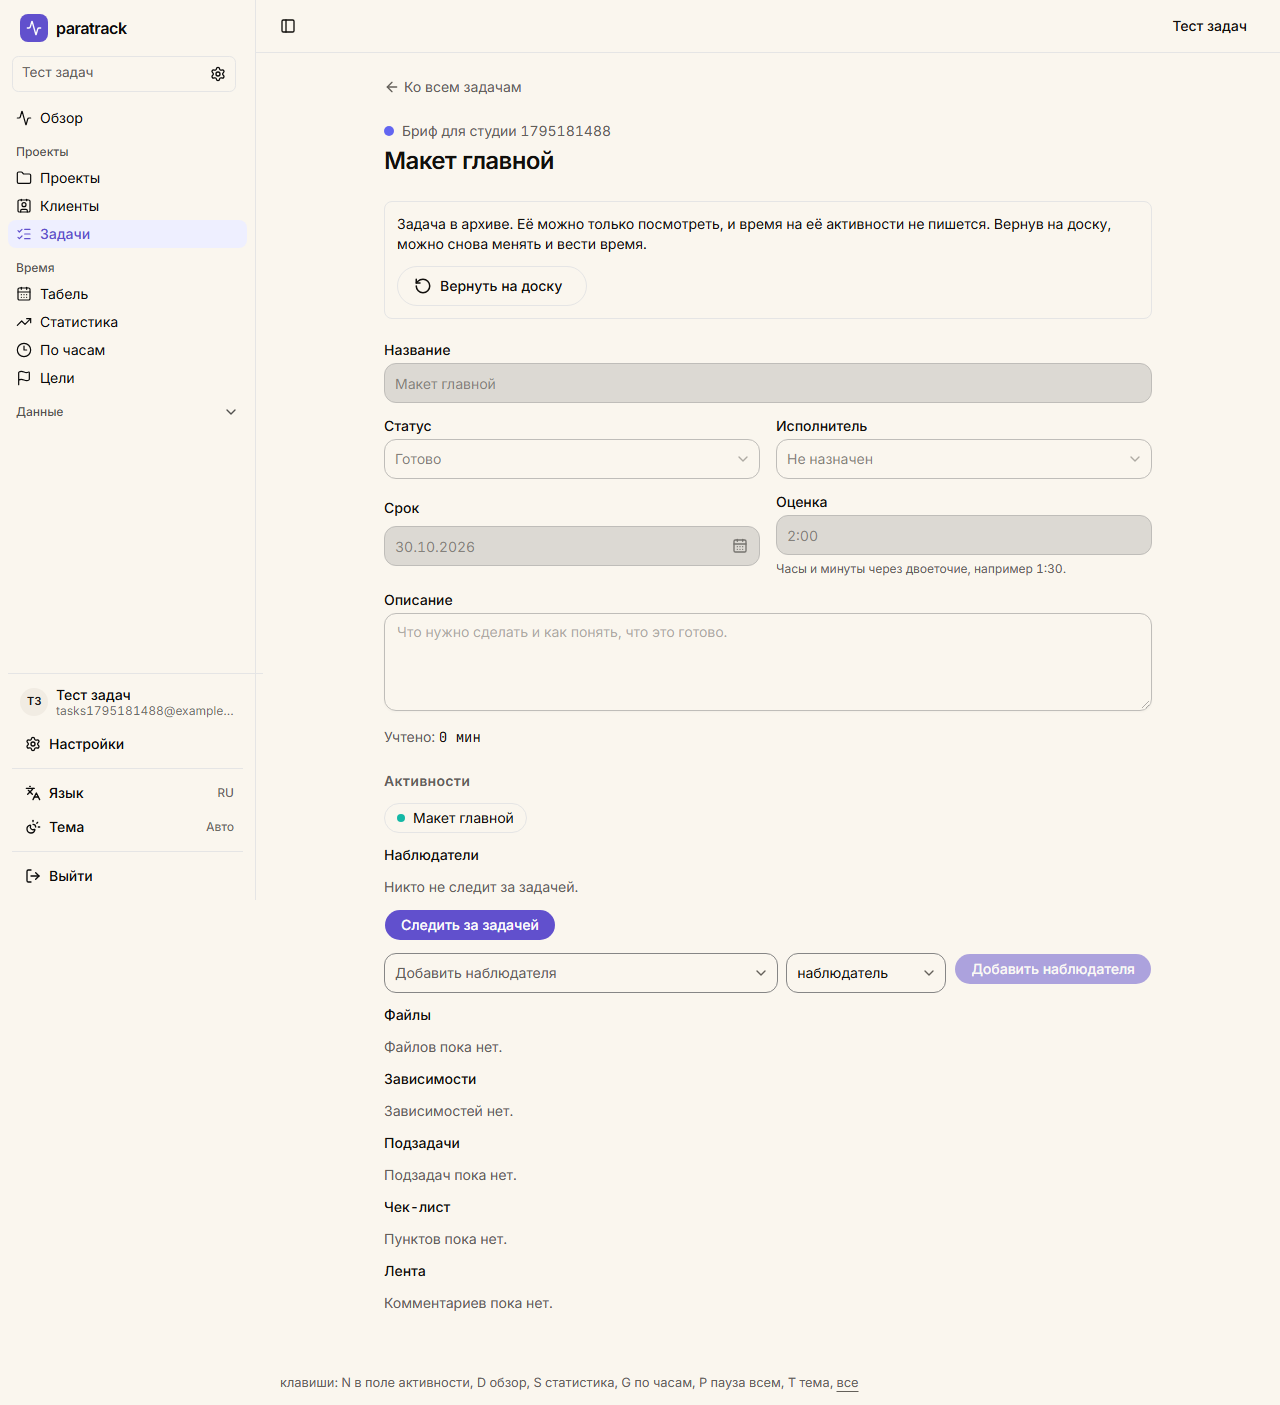 paratrack
Тест задач
Тест задач
Обзор
Проекты
Проекты
Клиенты
Задачи
Время
Табель
Статистика
По часам
Цели
Данные
ТЗ
Тест задач
tasks1795181488@example...
Настройки
Язык RU
Тема Авто
Выйти
Ко всем задачам
Бриф для студии 1795181488
Макет главной
Задача в архиве. Её можно только посмотреть, и время на её активности не пишется. Вернув на доску,
можно снова менять и вести время.
Вернуть на доску
Название
Макет главной
Статус
Готово
Исполнитель
Не назначен
Срок
30.10.2026
Оценка
2:00
Часы и минуты через двоеточие, например 1:30.
Описание
Что нужно сделать и как понять, что это готово.
Учтено: 0 мин
Активности
Макет главной
Наблюдатели
Никто не следит за задачей.
Следить за задачей
Добавить наблюдателя наблюдатель Добавить наблюдателя
Файлы
Файлов пока нет.
Зависимости
Зависимостей нет.
Подзадачи
Подзадач пока нет.
Чек-лист
Пунктов пока нет.
Лента
Комментариев пока нет.
клавиши: N в поле активности, D обзор, S статистика, G по часам, P пауза всем, T тема, все